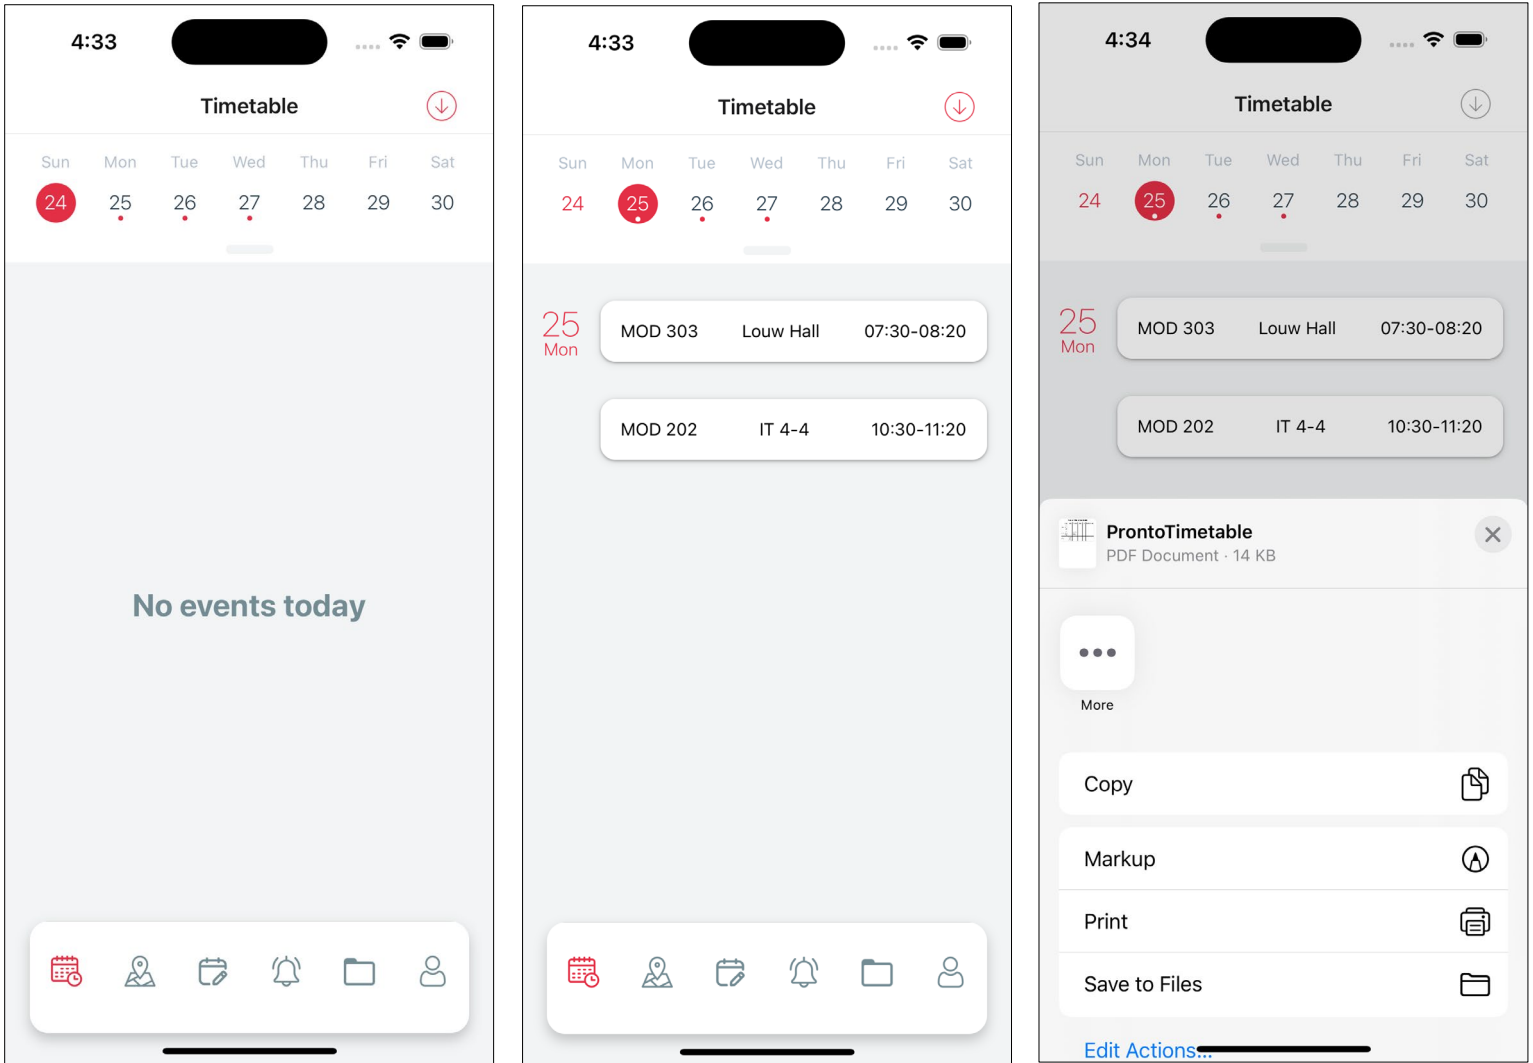 4:33
Timetable
Sun Mon Tue Wed Thu Fri Sat
24 25 26 27 28 29 30
No events today
4:33
Timetable
Sun Mon Tue Wed Thu Fri Sat
24 25 26 27 28 29 30
25
Mon
MOD 303 Louw Hall 07:30-08:20
MOD 202 IT 4-4 10:30-11:20
4:34
Timetable
Sun Mon Tue Wed Thu Fri Sat
24 25 26 27 28 29 30
25
Mon
MOD 303 Louw Hall 07:30-08:20
MOD 202 IT 4-4 10:30-11:20
ProntoTimetable
PDF Document · 14 KB
More
Copy
Markup
Print
Save to Files
Edit Actions...